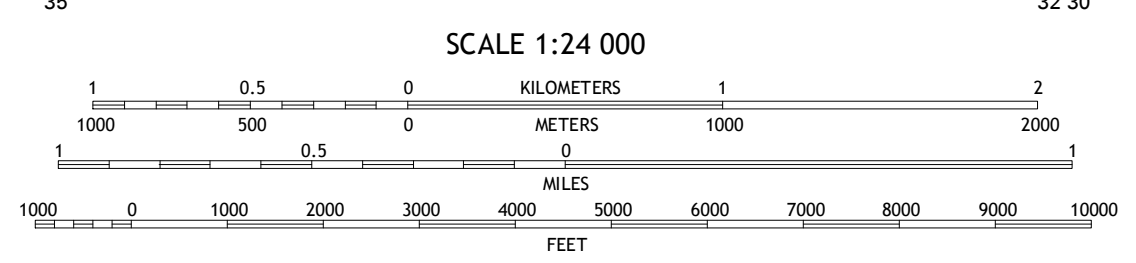 35 32'30
SCALE 1:24 000
1 0.5 0 KILOMETERS 1 2
1000 500 0 METERS 1000 2000
1 0.5 0 1
MILES
1000 0 1000 2000 3000 4000 5000 6000 7000 8000 9000 10000
FEET